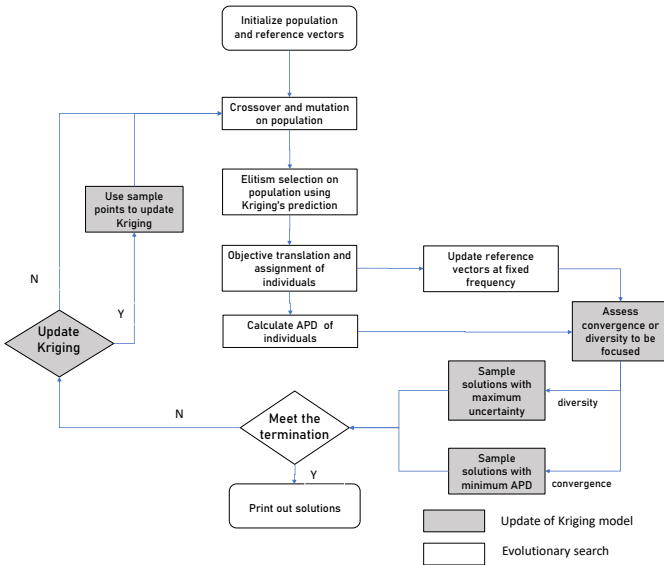 Initialize population
and reference vectors
Crossover and mutation
on population
Elitism selection on
population using
Kriging's prediction
Use sample
points to update
Kriging
Objective translation and
assignment of
individuals
Update reference
vectors at fixed
frequency
N
Y
Update
Kriging
Calculate APD of
individuals
Assess
convergence or
diversity to be
focused
Sample
solutions with
maximum
uncertainty
diversity
N
Meet the
termination
Sample
solutions with
minimum APD
convergence
Y
Print out solutions
Update of Kriging model
Evolutionary search